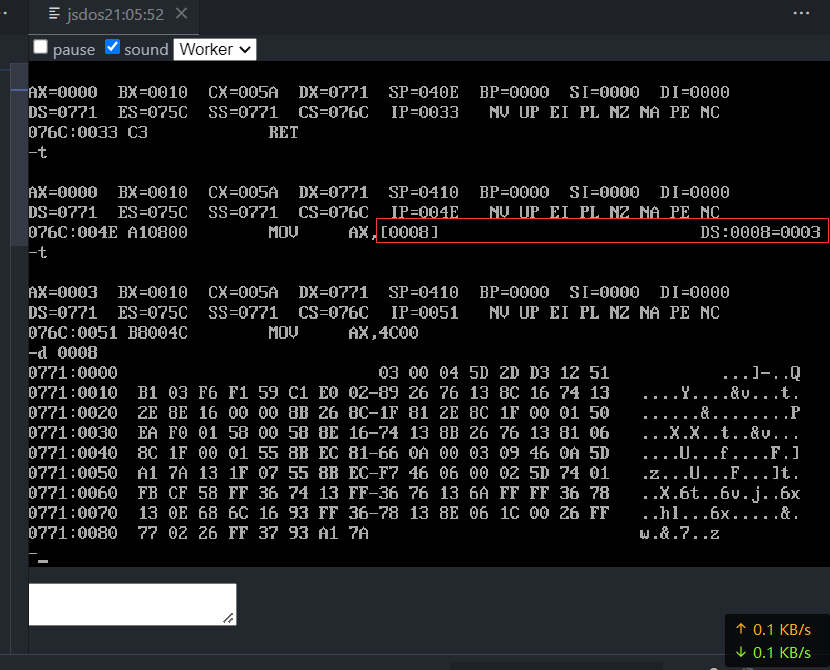 jsdos21:05:52
pause sound Worker
AX=0000 BX=0010 CX=005A DX=0771 SP=040E BP=0000 SI=0000 DI=0000
DS=0771 ES=075C SS=0771 CS=076C IP=0033 NV UP EI PL NZ NA PE NC
076C:0033 C3 RET
-t
AX=0000 BX=0010 CX=005A DX=0771 SP=0410 BP=0000 SI=0000 DI=0000
DS=0771 ES=075C SS=0771 CS=076C IP=004E NV UP EI PL NZ NA PE NC
076C:004E A10800 MOV AX,[0008] DS:0008=0003
-t
AX=0003 BX=0010 CX=005A DX=0771 SP=0410 BP=0000 SI=0000 DI=0000
DS=0771 ES=075C SS=0771 CS=076C IP=0051 NV UP EI PL NZ NA PE NC
076C:0051 B8004C MOV AX,4C00
-d 0008
0771:0000 03 00 04 5D 2D D3 12 51 ...]-..Q
0771:0010 B1 03 F6 F1 59 C1 E0 02-89 26 76 13 8C 16 74 13 ....Y....&v...t.
0771:0020 2E 8E 16 00 00 8B 26 8C-1F 81 2E 8C 1F 00 01 50 ......&........P
0771:0030 EA F0 01 58 00 58 8E 16-74 13 8B 26 76 13 81 06 ...X.X..t..&v...
0771:0040 8C 1F 00 01 55 8B EC 81-66 0A 00 03 09 46 0A 5D ....U...f....F.]
0771:0050 A1 7A 13 1F 07 55 8B EC-F7 46 06 00 02 5D 74 01 .z...U...F...]t.
0771:0060 FB CF 58 FF 36 74 13 FF-36 76 13 6A FF FF 36 78 ..X.6t..6v.j..6x
0771:0070 13 0E 68 6C 16 93 FF 36-78 13 8E 06 1C 00 26 FF ..hl...6x.....&.
0771:0080 77 02 26 FF 37 93 A1 7A w.&.7..z
-
↑ 0.1 KB/s
↓ 0.1 KB/s